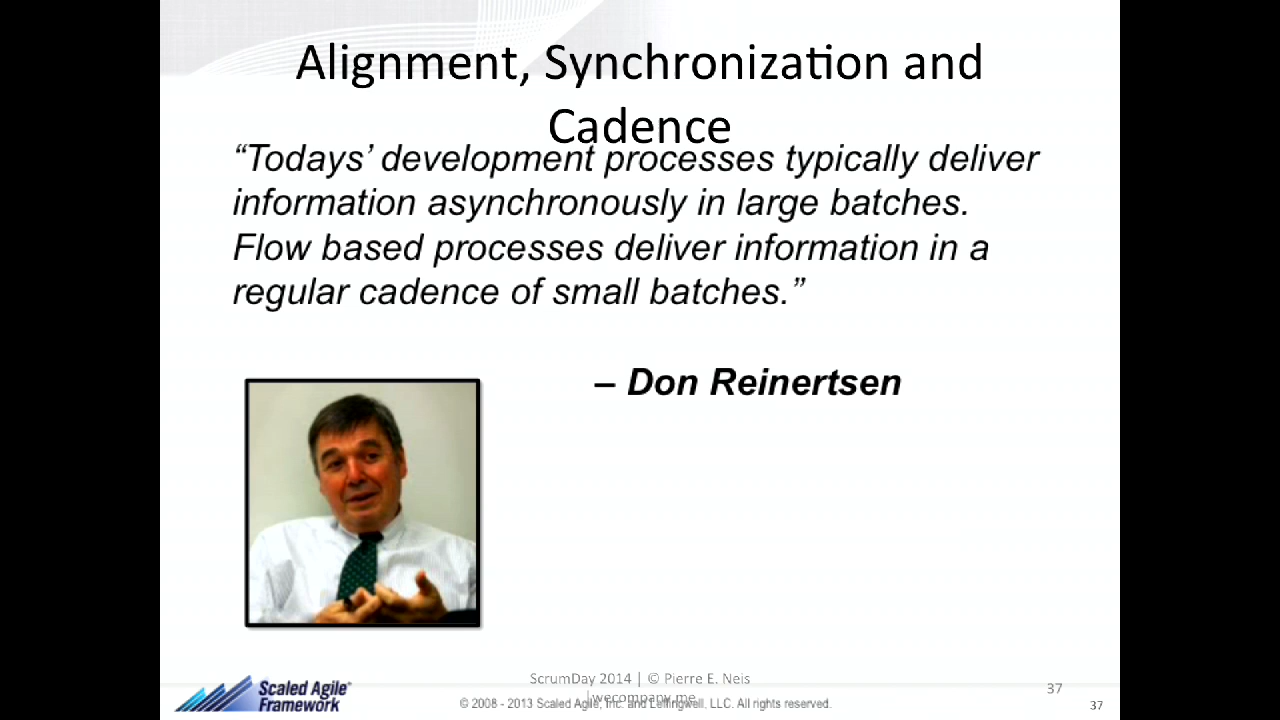 Alignment, Synchronization and
Cadence
“Todays’ development processes typically deliver
information asynchronously in large batches.
Flow based processes deliver information in a
regular cadence of small batches.”
– Don Reinertsen
Scaled Agile®
Framework
ScrumDay 2014 | © Pierre E. Neis
|wecompany.me
© 2008 - 2013 Scaled Agile, Inc. and Leffingwell, LLC. All rights reserved.
37
37